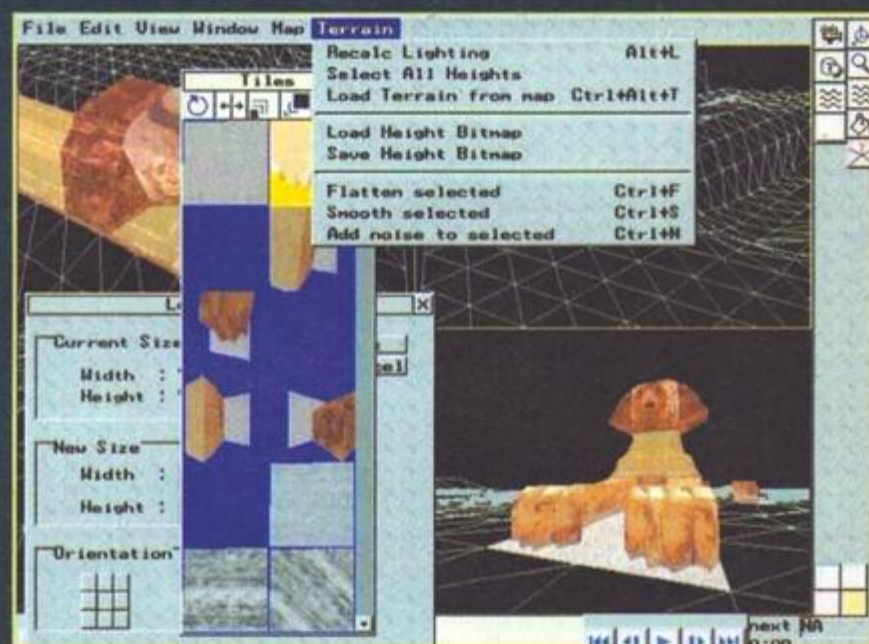 File Edit View Window Map Terrain
Recalc Lighting Alt+L
Select All Heights
Load Terrain from map Ctrl+Alt+T
Load Height Bitmap
Save Height Bitmap
Flatten selected Ctrl+F
Smooth selected Ctrl+S
Add noise to selected Ctrl+N
Tiles
Current Size
Width :
Height :
New Size
Width :
Height :
Orientation
next NA